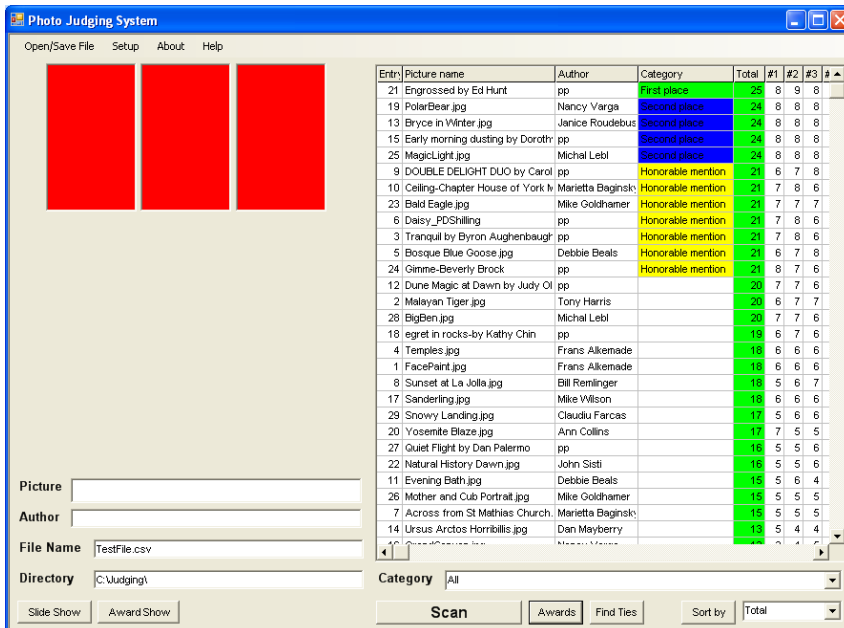 Photo Judging System
Open/Save File Setup About Help
Entry Picture name Author Category Total #1 #2 #3
21 Engrossed by Ed Hunt pp First place 25 8 9 8
19 PolarBear.jpg Nancy Varga Second place 24 8 8 8
13 Bryce in Winter.jpg Janice Roudebus Second place 24 8 8 8
15 Early morning dusting by Doroth pp Second place 24 8 8 8
25 MagicLight.jpg Michal Lebl Second place 24 8 8 8
9 DOUBLE DELIGHT DUO by Carol pp Honorable mention 21 6 7 8
10 Ceiling-Chapter House of York M Marietta Baginsky Honorable mention 21 7 8 6
23 Bald Eagle.jpg Mike Goldhamer Honorable mention 21 7 7 7
6 Daisy_PDShilling pp Honorable mention 21 7 8 6
3 Tranquil by Byron Aughenbaugh pp Honorable mention 21 7 8 6
5 Bosque Blue Goose.jpg Debbie Beals Honorable mention 21 6 7 8
24 Gimme-Beverly Brock pp Honorable mention 21 8 7 6
12 Dune Magic at Dawn by Judy Ol pp 20 7 7 6
2 Malayan Tiger.jpg Tony Harris 20 6 7 7
28 BigBen.jpg Michal Lebl 20 7 7 6
18 egret in rocks-by Kathy Chin pp 19 6 7 6
4 Temples.jpg Frans Alkemade 18 6 6 6
1 FacePaint.jpg Frans Alkemade 18 6 6 6
8 Sunset at La Jolla.jpg Bill Remlinger 18 5 6 7
17 Sanderling.jpg Mike Wilson 18 6 6 6
29 Snowy Landing.jpg Claudiu Farcas 17 5 6 6
20 Yosemite Blaze.jpg Ann Collins 17 7 5 5
27 Quiet Flight by Dan Palermo pp 16 5 5 6
22 Natural History Dawn.jpg John Sisti 16 5 5 6
11 Evening Bath.jpg Debbie Beals 15 5 6 4
26 Mother and Cub Portrait.jpg Mike Goldhamer 15 5 5 5
7 Across from St Mathias Church. Marietta Baginsky 15 5 5 5
14 Ursus Arctos Horribillis.jpg Dan Mayberry 13 5 4 4
Picture
Author
File Name TestFile.csv
Directory C:\Judging\
Category All
Slide Show Award Show Scan Awards Find Ties Sort by Total